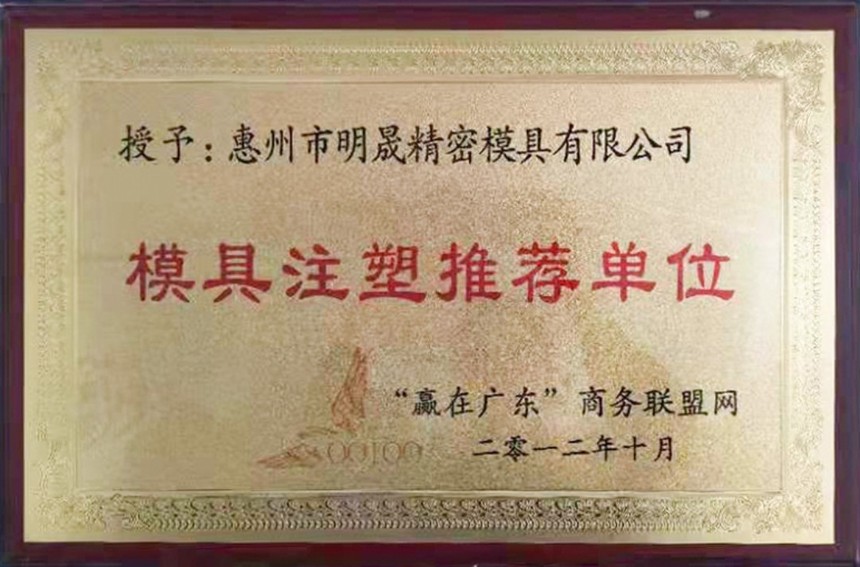 授予：惠州市明晟精密模具有限公司
模具注塑推荐单位
“赢在广东”商务联盟网
二零一二年十月